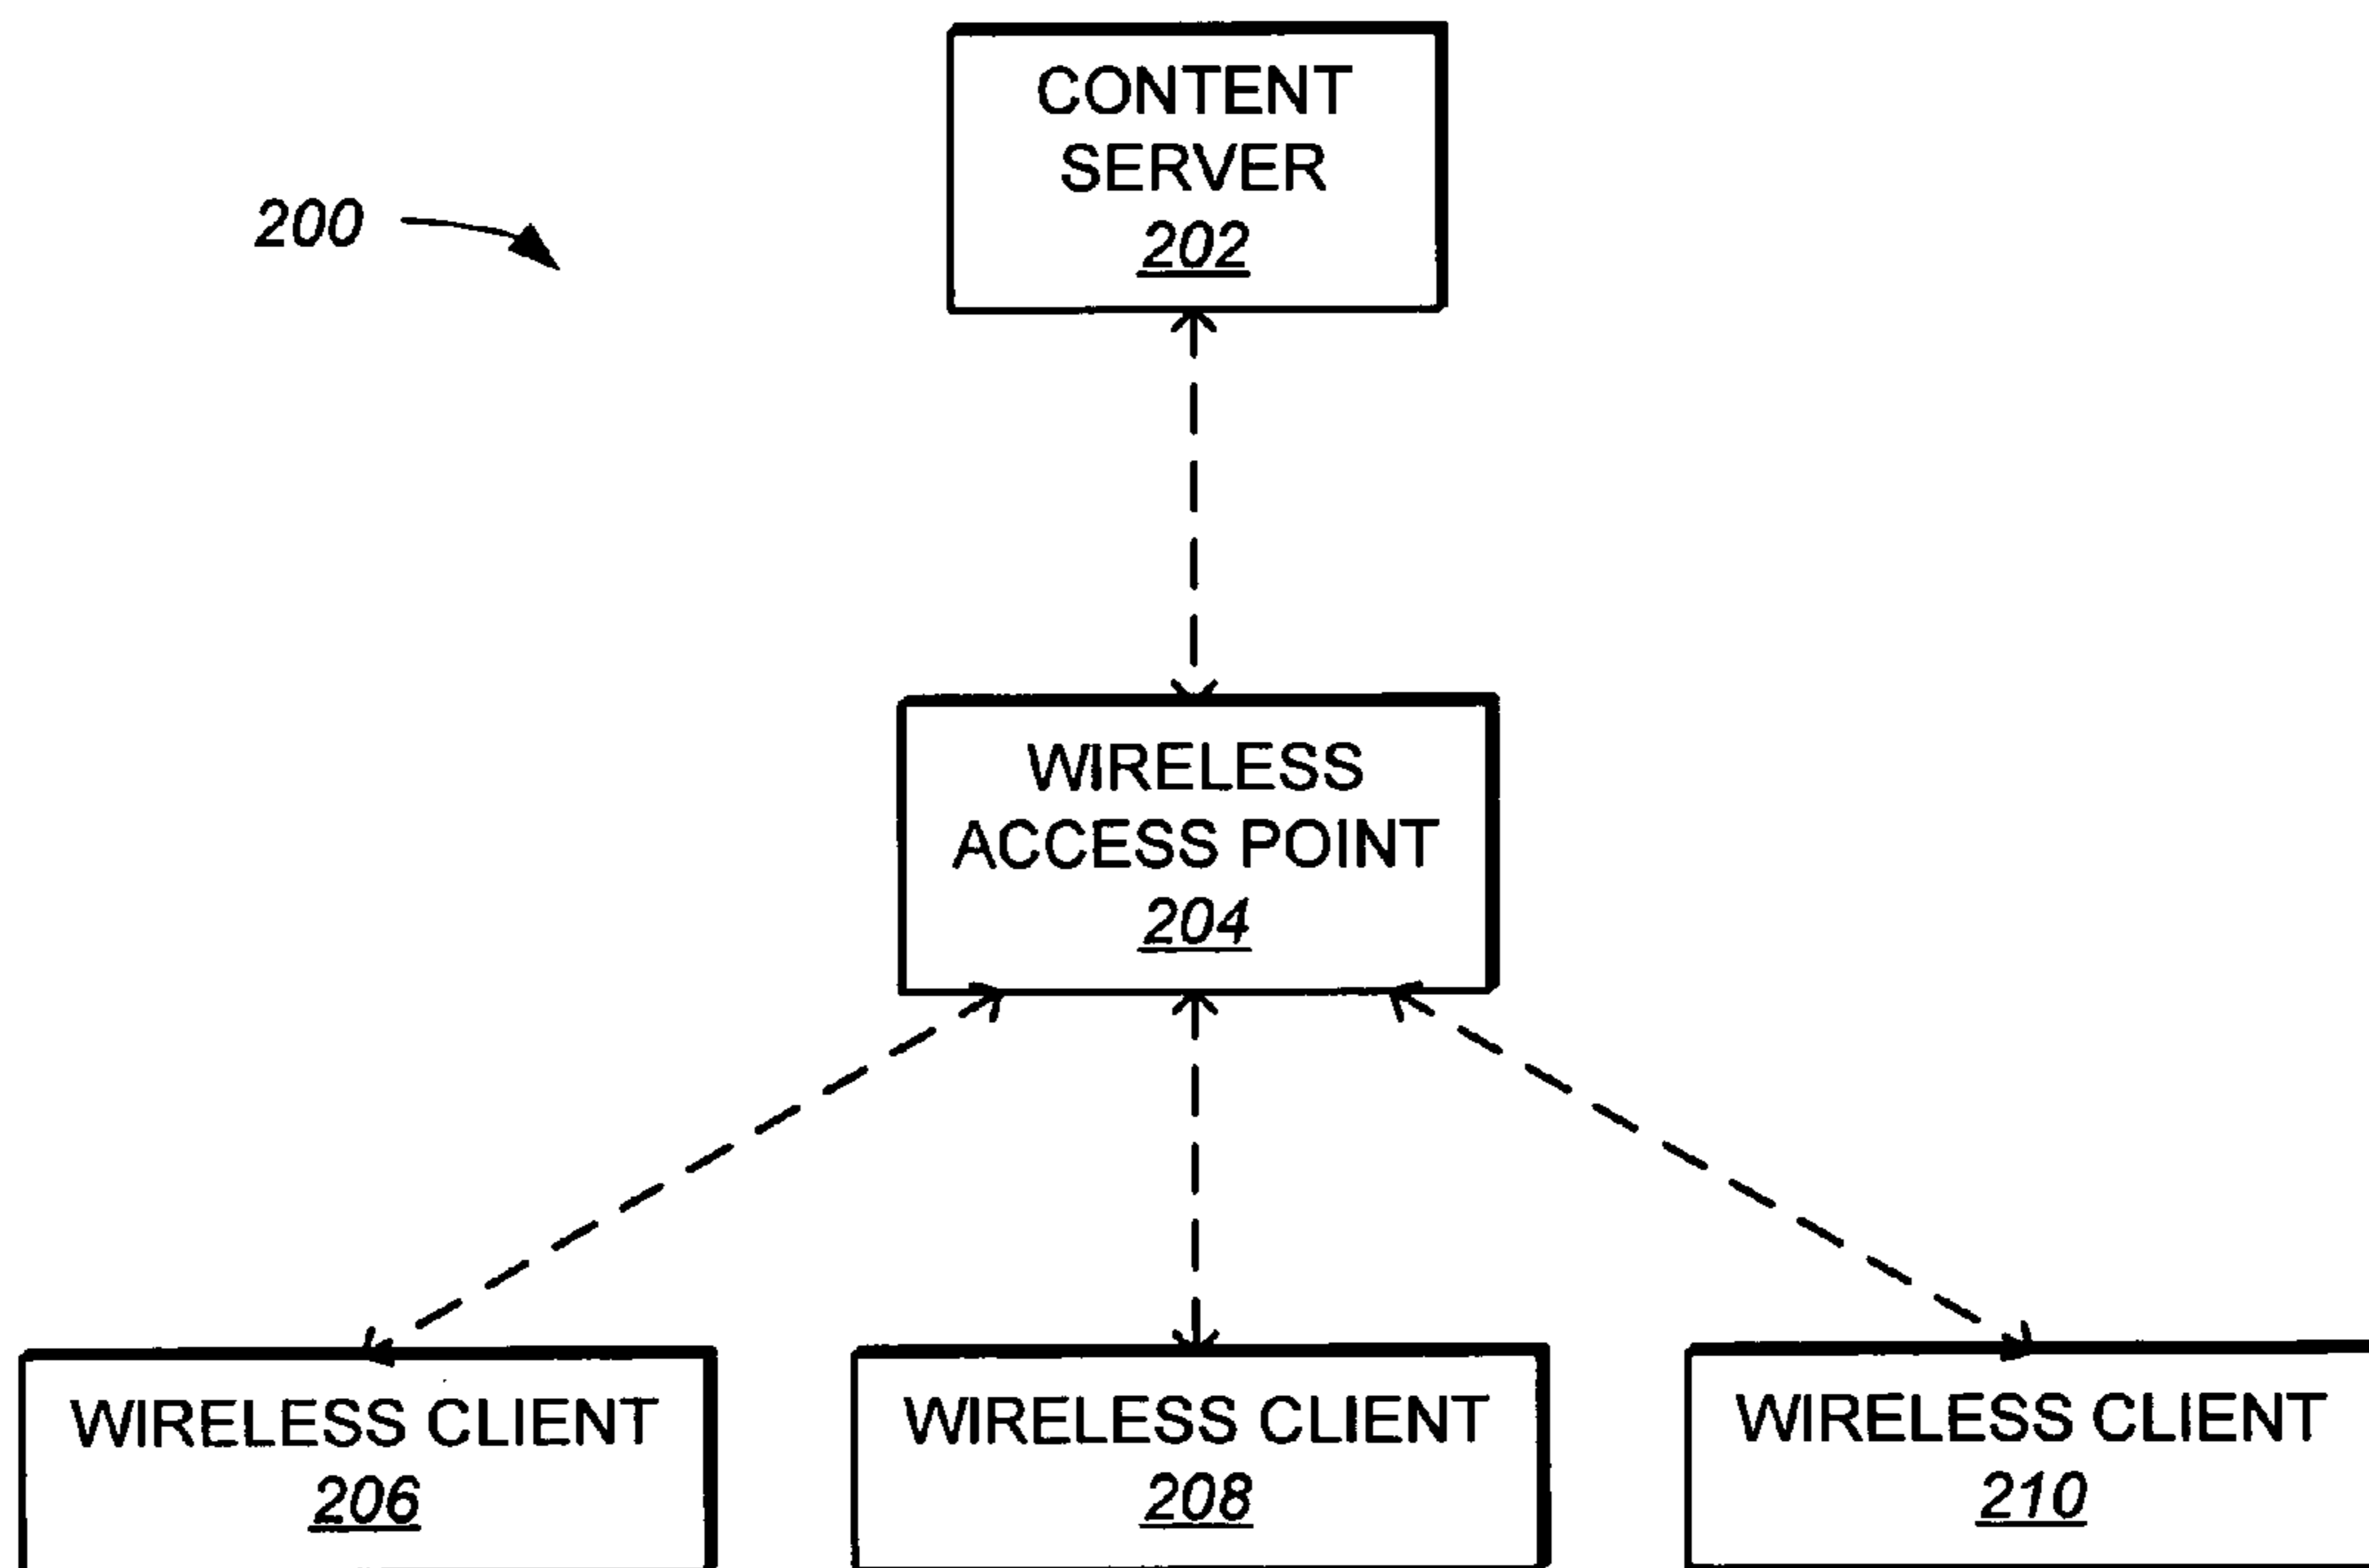 CONTENT
SERVER
202
200
WIRELESS
ACCESS POINT
204
WIRELESS CLIENT
206
WIRELESS CLIENT
208
WIRELESS CLIENT
210